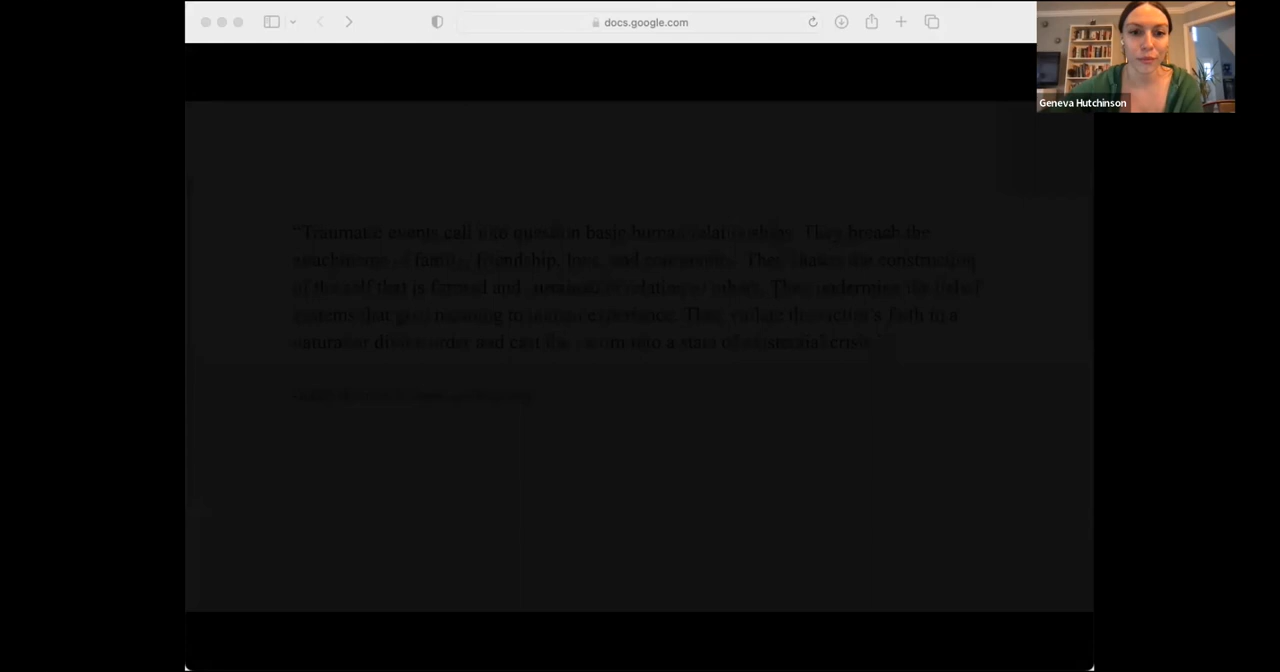 docs.google.com
Geneva Hutchinson
"Traumatic events call into question basic human relationships. They breach the
attachments of family, friendship, love, and community. They shatter the construction
of the self that is formed and sustained in relation to others. They undermine the belief
systems that give meaning to human experience. They violate the victim's faith in a
natural or divine order and cast the victim into a state of existential crisis."